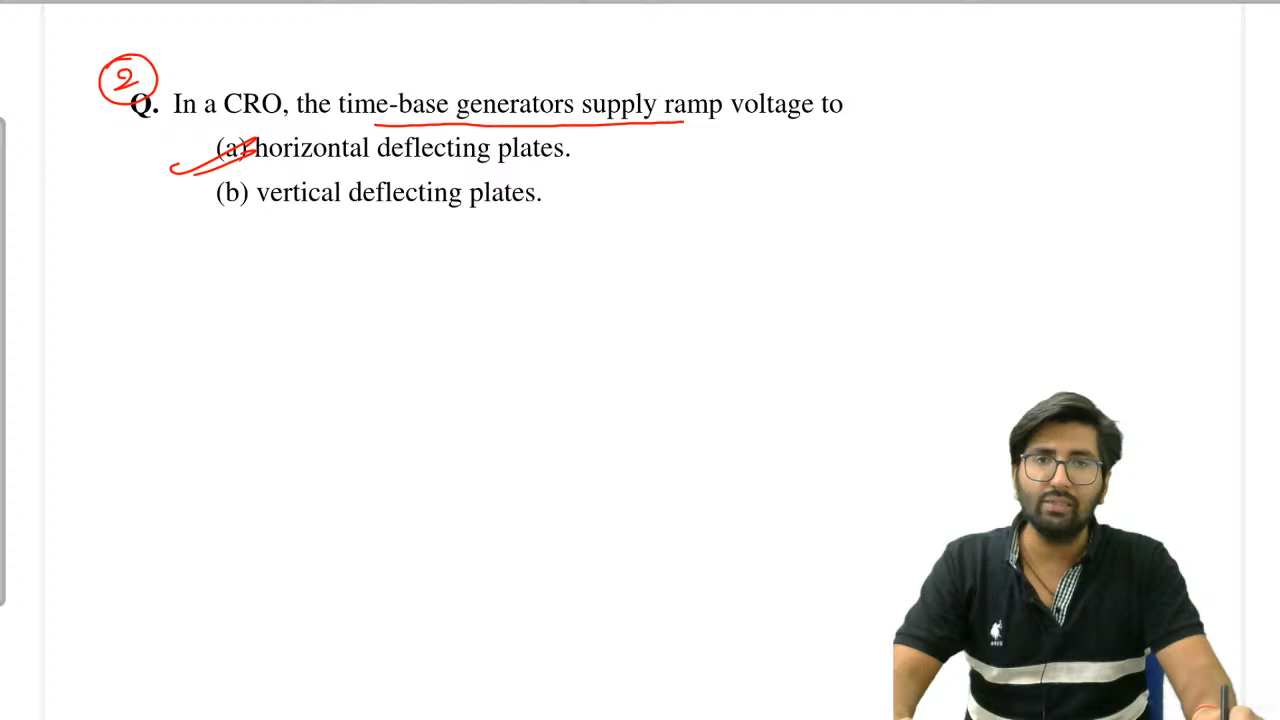 2
Q. In a CRO, the time-base generators supply ramp voltage to
(a) horizontal deflecting plates.
(b) vertical deflecting plates.